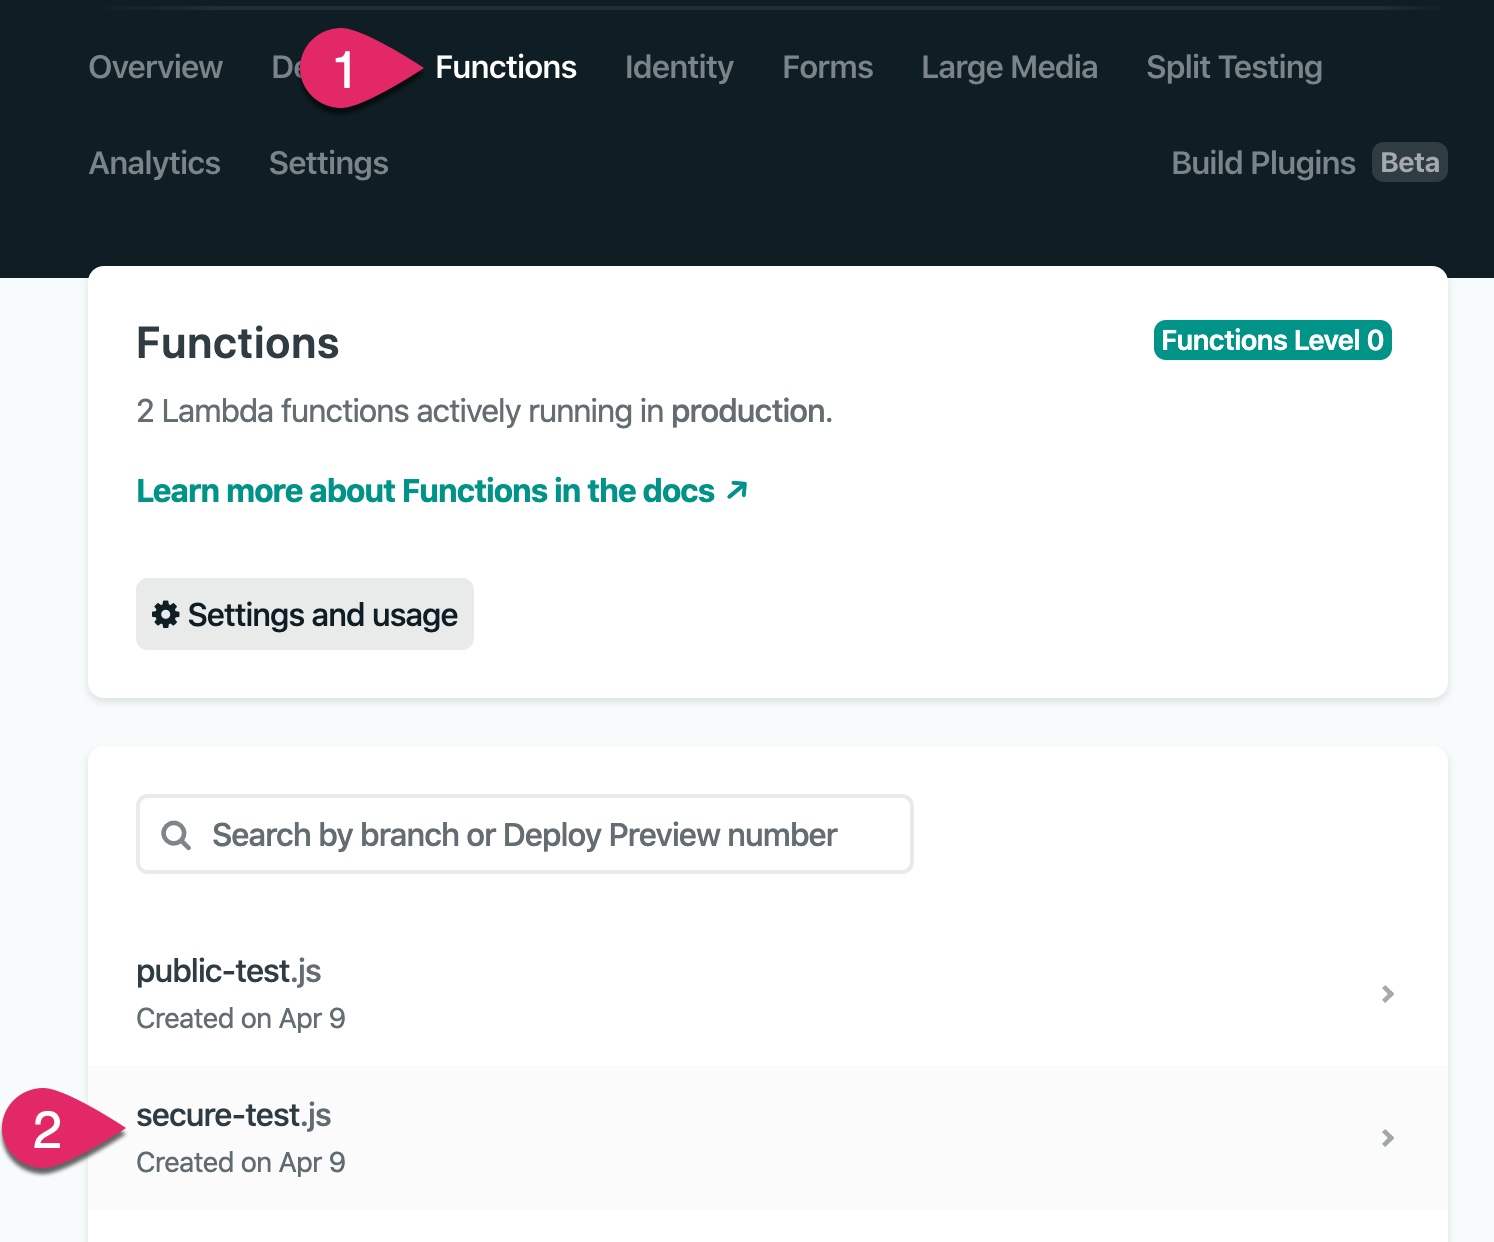 Overview 1 Functions Identity Forms Large Media Split Testing
Analytics Settings Build Plugins Beta
Functions Functions Level 0
2 Lambda functions actively running in production.
Learn more about Functions in the docs
Settings and usage
Search by branch or Deploy Preview number
public-test.js
Created on Apr 9
2 secure-test.js
Created on Apr 9